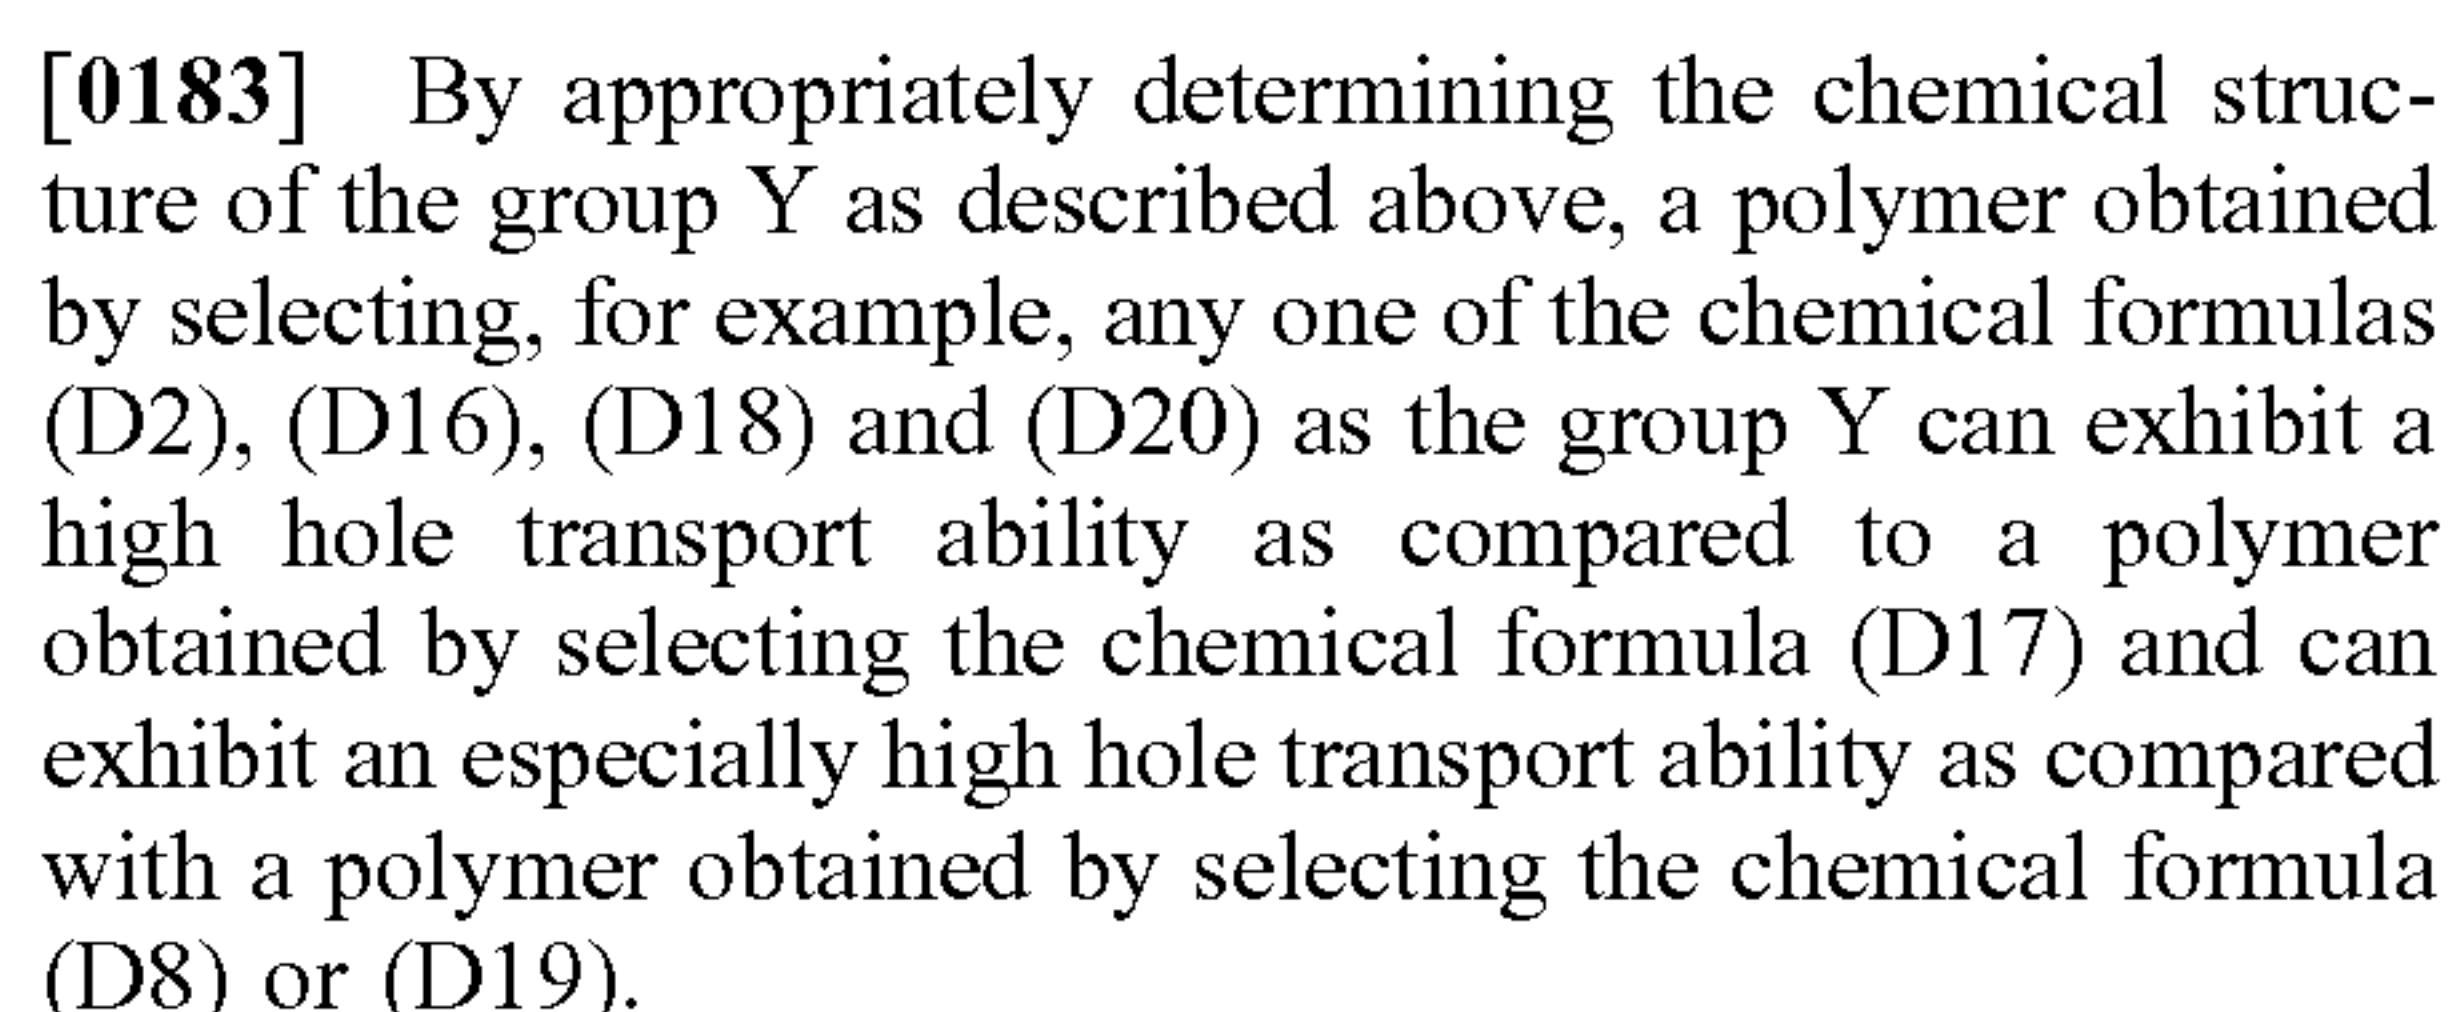 [0183] By appropriately determining the chemical struc-
ture of the group Y as described above, a polymer obtained
by selecting, for example, any one of the chemical formulas
(D2), (D16), (D18) and (D20) as the group Y can exhibit a
high hole transport ability as compared to a polymer
obtained by selecting the chemical formula (D17) and can
exhibit an especially high hole transport ability as compared
with a polymer obtained by selecting the chemical formula
(D8) or (D19).